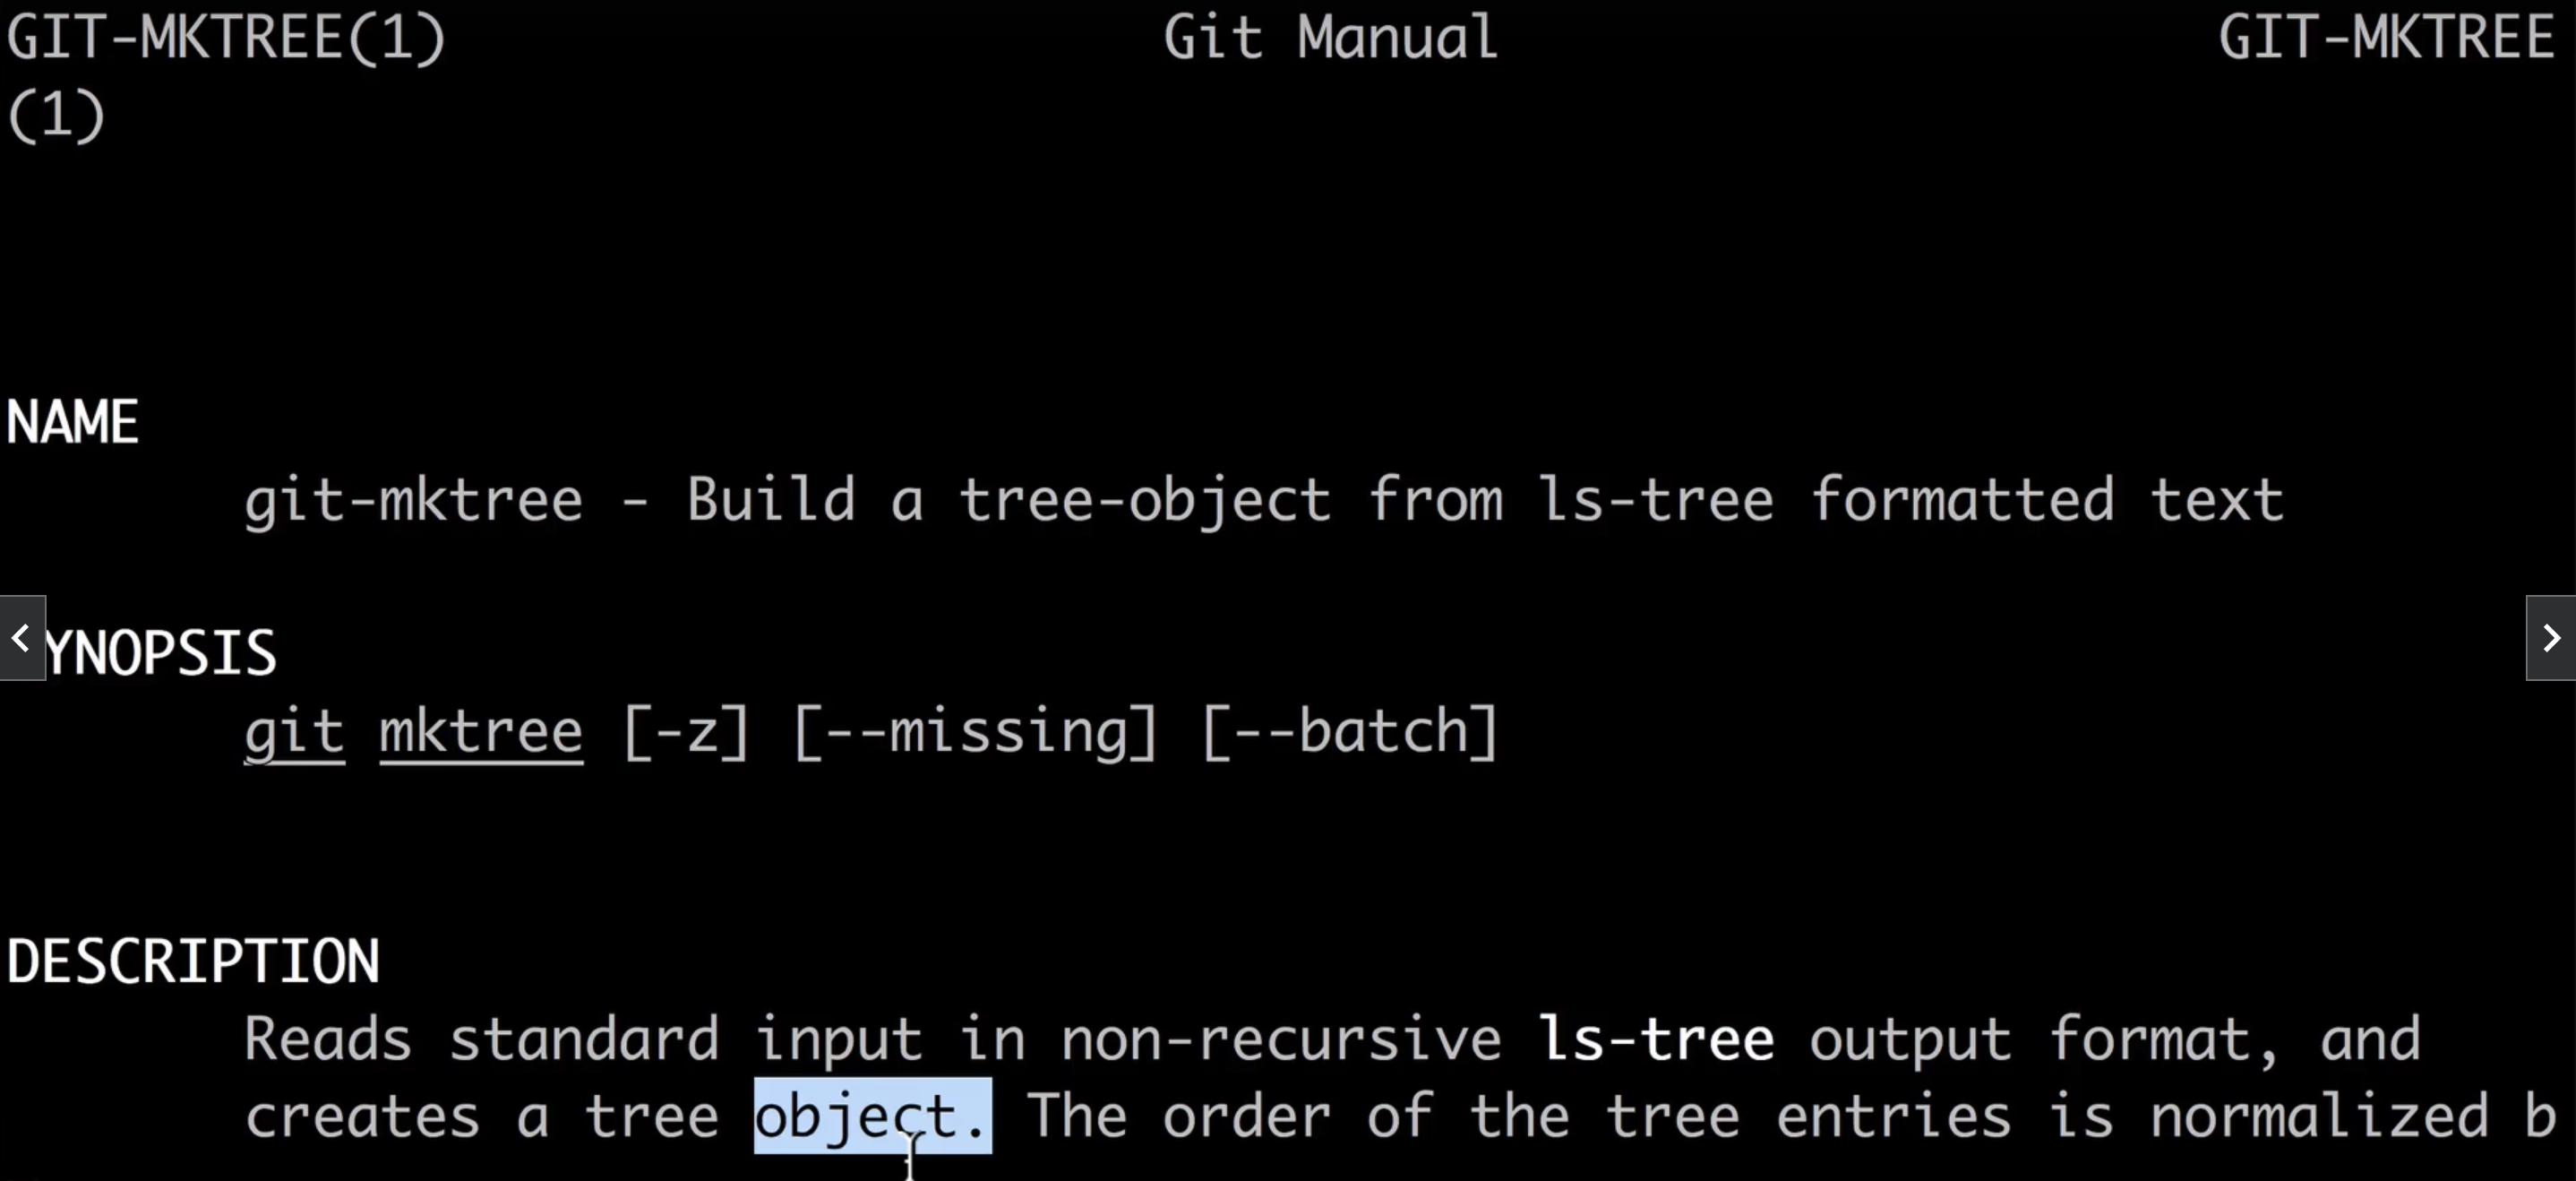 GIT-MKTREE(1) Git Manual GIT-MKTREE
(1)
NAME
git-mktree - Build a tree-object from ls-tree formatted text
YNOPSIS
git mktree [-z] [--missing] [--batch]
DESCRIPTION
Reads standard input in non-recursive ls-tree output format, and
creates a tree object. The order of the tree entries is normalized b